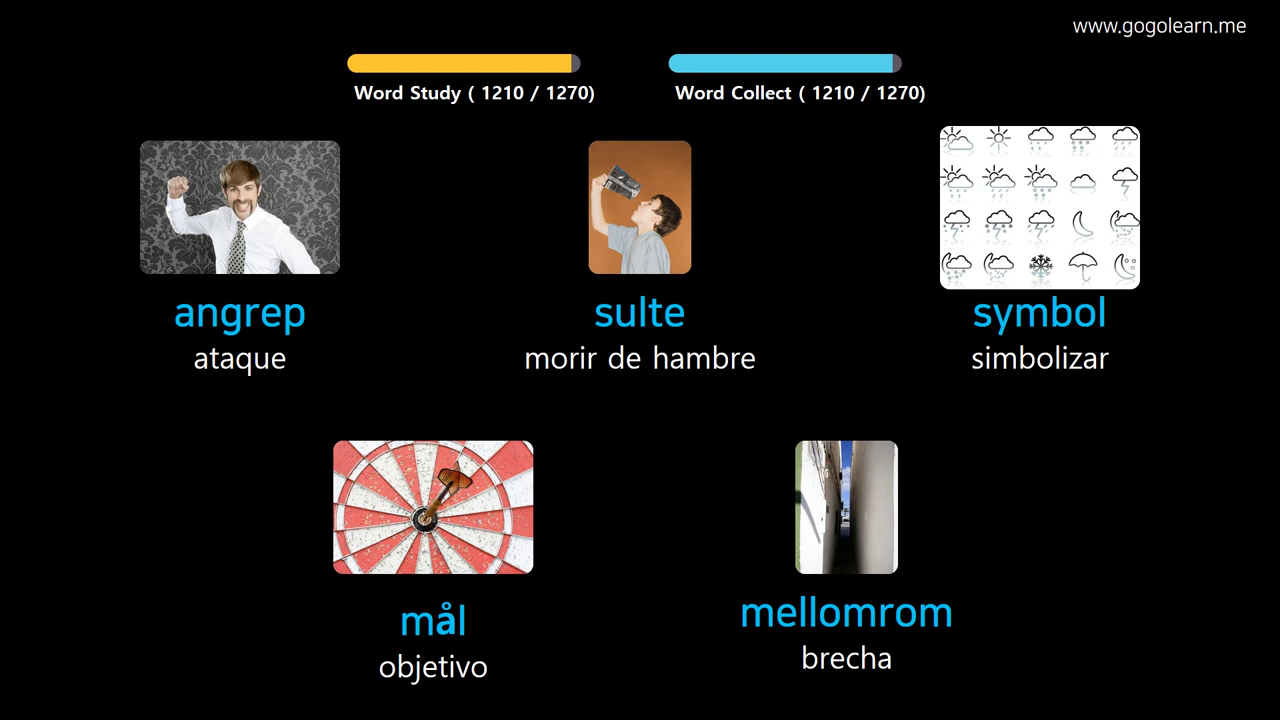 www.gogolearn.me
Word Study ( 1210 / 1270)
Word Collect ( 1210 / 1270)
angrep
ataque
sulte
morir de hambre
symbol
simbolizar
mål
objetivo
mellomrom
brecha